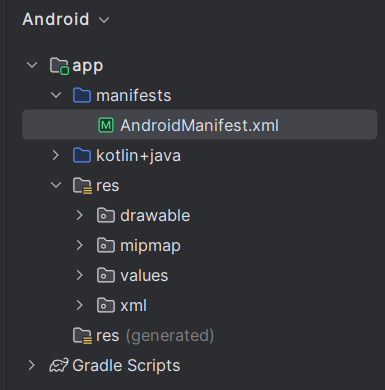 Android
app
manifests
M AndroidManifest.xml
kotlin+java
res
drawable
mipmap
values
xml
res (generated)
Gradle Scripts